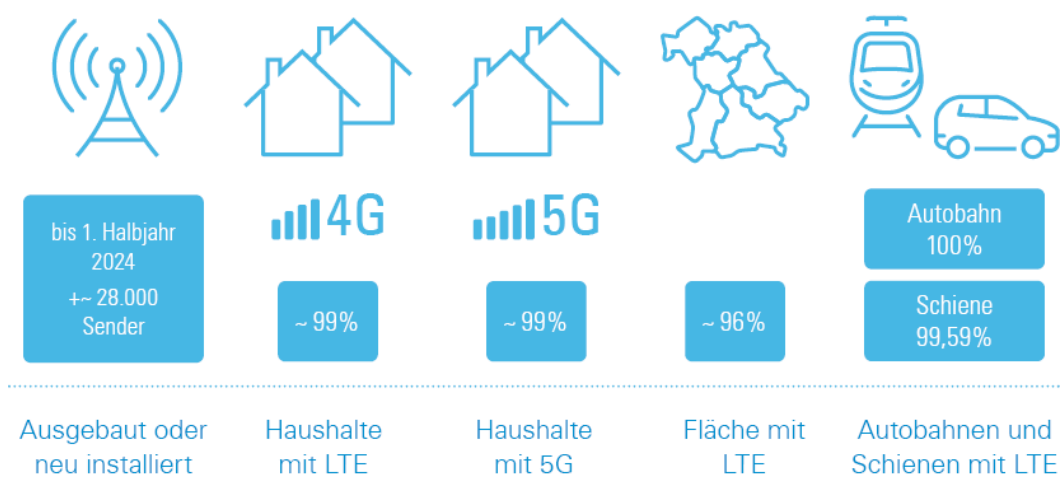 bis 1. Halbjahr
2024
+~ 28.000
Sender
4G
~ 99%
5G
~ 99%
~ 96%
Autobahn
100%
Schiene
99,59%
Ausgebaut oder
neu installiert
Haushalte
mit LTE
Haushalte
mit 5G
Fläche mit
LTE
Autobahnen und
Schienen mit LTE